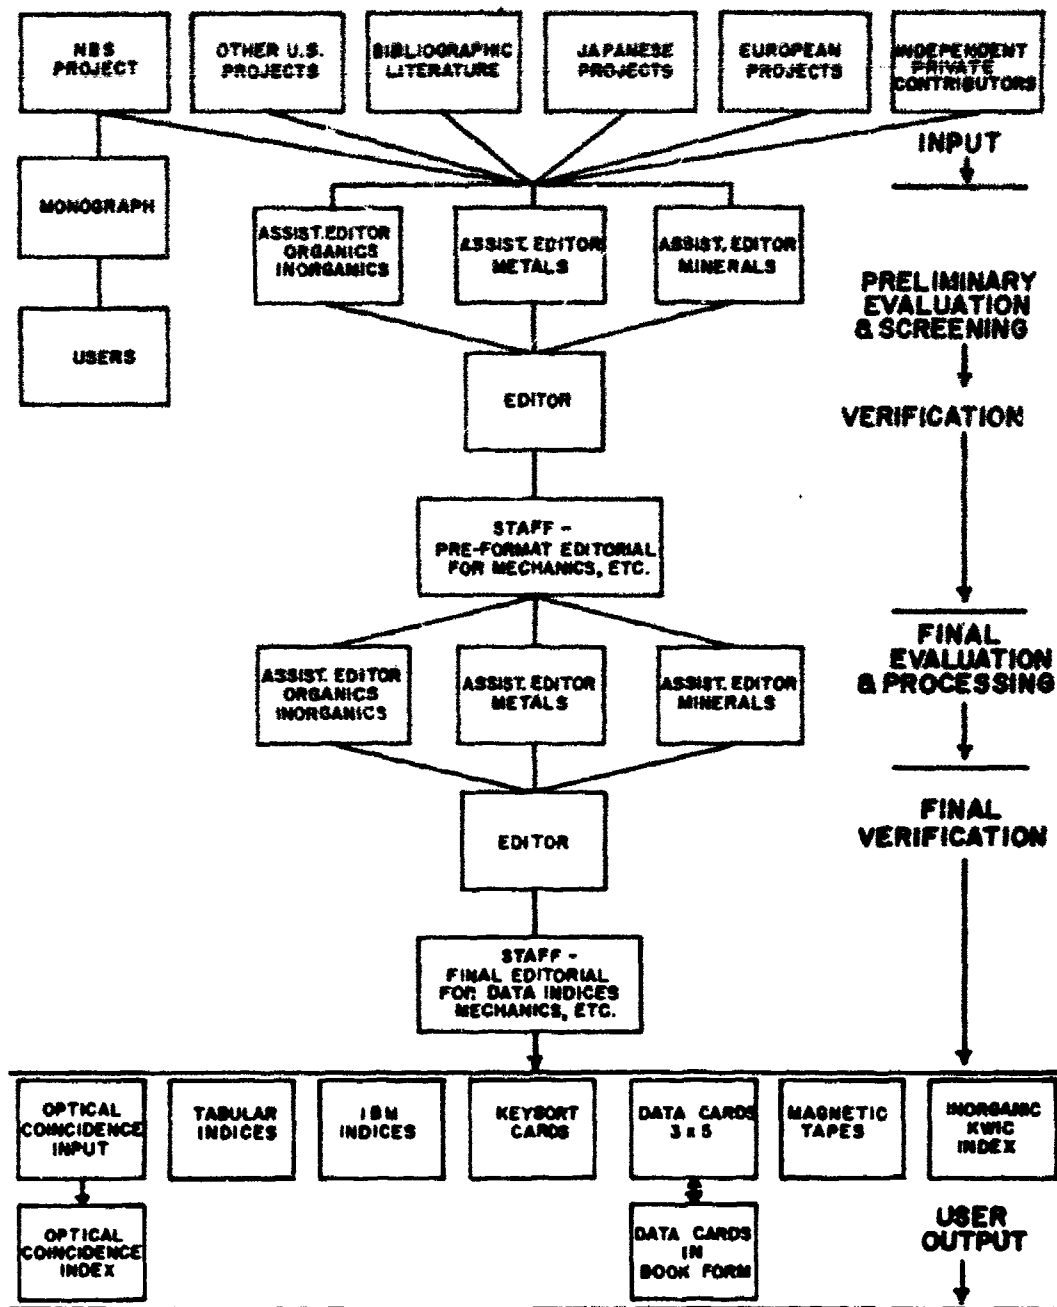 NBS
PROJECT
OTHER U.S.
PROJECTS
BIBLIOGRAPHIC
LITERATURE
JAPANESE
PROJECTS
EUROPEAN
PROJECTS
INDEPENDENT
PRIVATE
CONTRIBUTORS
INPUT
MONOGRAPH
ASSIST. EDITOR
ORGANICS
INORGANICS
ASSIST. EDITOR
METALS
ASSIST. EDITOR
MINERALS
PRELIMINARY
EVALUATION
& SCREENING
USERS
EDITOR
VERIFICATION
STAFF -
PRE-FORMAT EDITORIAL
FOR MECHANICS, ETC.
FINAL
EVALUATION
& PROCESSING
ASSIST. EDITOR
ORGANICS
INORGANICS
ASSIST. EDITOR
METALS
ASSIST. EDITOR
MINERALS
FINAL
VERIFICATION
EDITOR
STAFF -
FINAL EDITORIAL
FOR DATA INDICES
MECHANICS, ETC.
OPTICAL
COINCIDENCE
INPUT
TABULAR
INDICES
IBM
INDICES
KEYSORT
CARDS
DATA CARDS
3 x 5
MAGNETIC
TAPES
INORGANIC
KWIC
INDEX
OPTICAL
COINCIDENCE
INDEX
DATA CARDS
IN
BOOK FORM
USER
OUTPUT